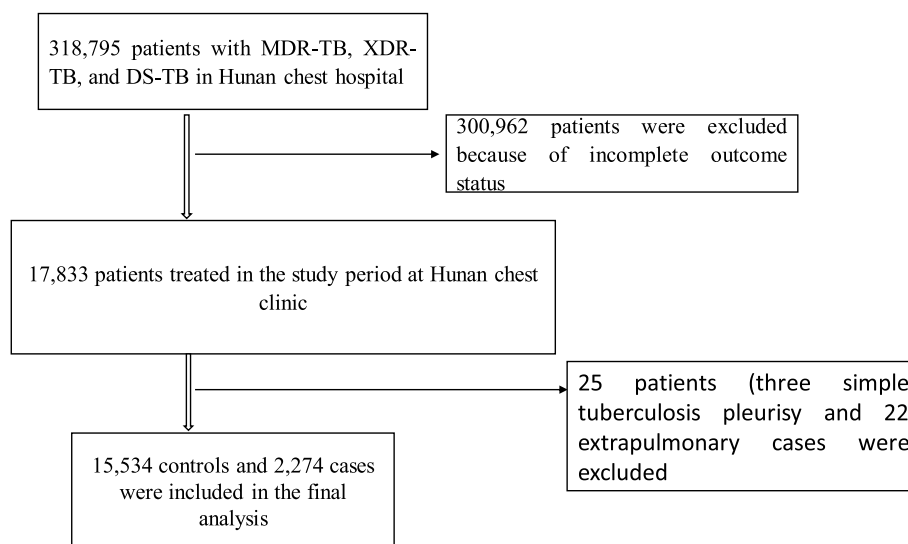 318,795 patients with MDR-TB, XDR-
TB, and DS-TB in Hunan chest hospital
300,962 patients were excluded
because of incomplete outcome
status
17,833 patients treated in the study period at Hunan chest
clinic
25 patients (three simple
tuberculosis pleurisy and 22
extrapulmonary cases were
excluded
15,534 controls and 2,274 cases
were included in the final
analysis